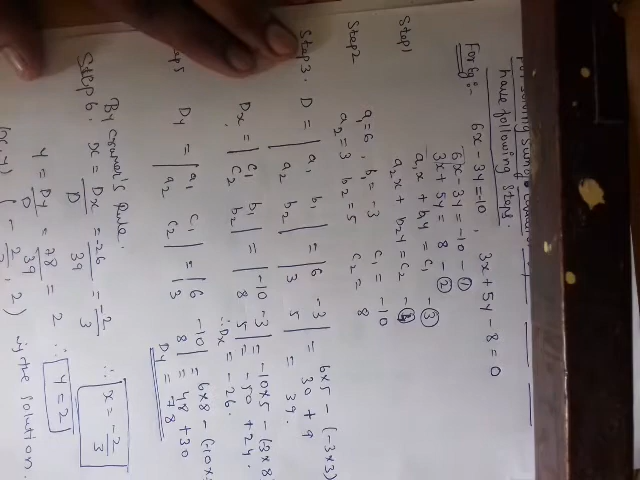 have following steps.
For Eg:- 6x - 3y = 10 , 3x + 5y - 8 = 0
6x - 3y = -10 - ①
3x + 5y = 8 - ②
Step1 a₁x + by = c₁ - ③
a₂x + b₂y = c₂ - ④
Step2 a₁ = 6 , b₁ = -3 c₁ = -10
a₂ = 3 b₂ = 5 c₂ = 8
Step3. D = | a₁ b₁ | = | 6 -3 | = 6x5 - (-3x3)
| a₂ b₂ | | 3 5 | = 30 + 9
= 39.
Dx = | c₁ b₁ | = | -10 -3 | = -10x5 - (-3x8)
| c₂ b₂ | | 8 5 | = -50 + 24.
∴ Dx = -26.
Dy = | a₁ c₁ | = | 6 -10 | = 6x8 - (-10x
| a₂ c₂ | | 3 8 | = 48 + 30
Dy = 78
By cramer's Rule.
Step 6. x = Dx/D = -26/39 = -2/3 ∴ x = -2/3
y = Dy/D = 78/39 = 2 ∴ y = 2
(x, y) (-2/3, 2) is the solution.